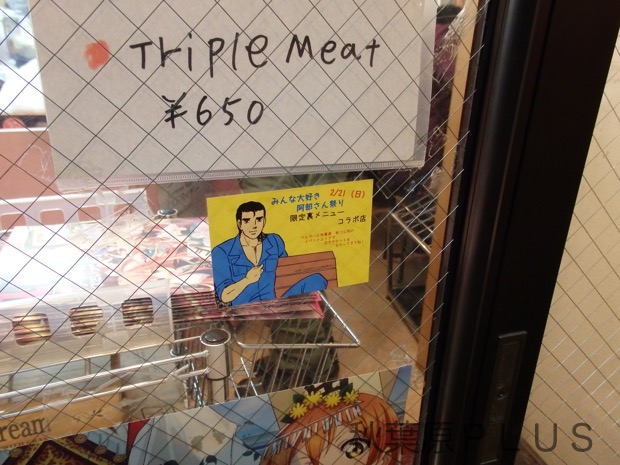 Triple Meat
¥650
みんな大好き 2/21 (日)
阿部さん祭り
限定裏メニュー
コラボ店
ream
秋葉原PLUS